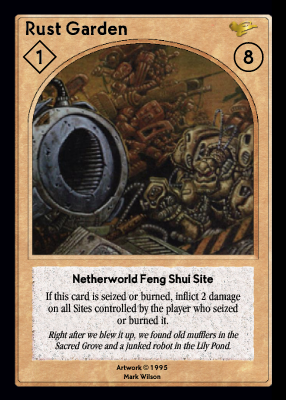 Rust Garden
1
8
Netherworld Feng Shui Site
If this card is seized or burned, inflict 2 damage
on all Sites controlled by the player who seized
or burned it.
Right after we blew it up, we found old mufflers in the
Sacred Grove and a junked robot in the Lily Pond.
Artwork © 1995
Mark Wilson